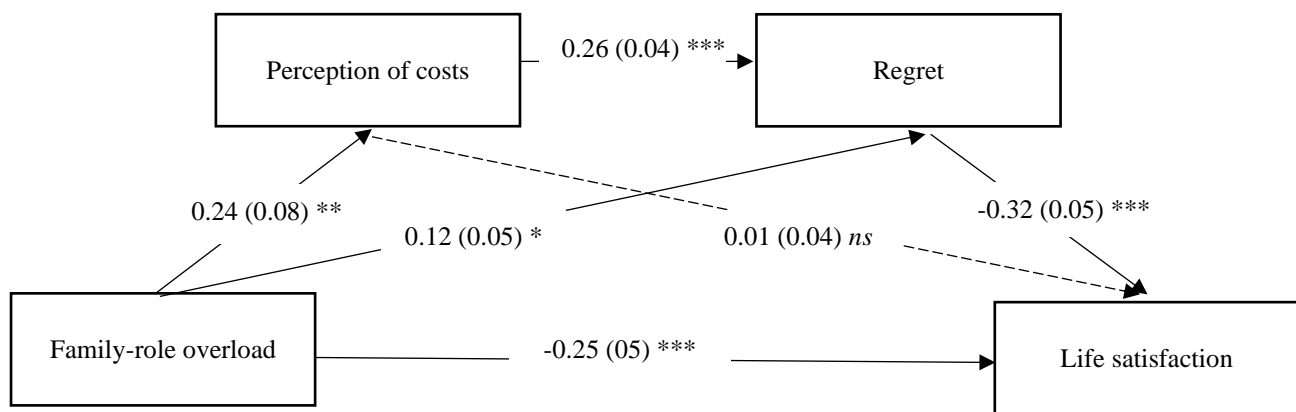 0.26 (0.04) ***
Perception of costs
Regret
0.24 (0.08) **
-0.32 (0.05) ***
0.12 (0.05) *
0.01 (0.04) ns
Family-role overload
-0.25 (05) ***
Life satisfaction